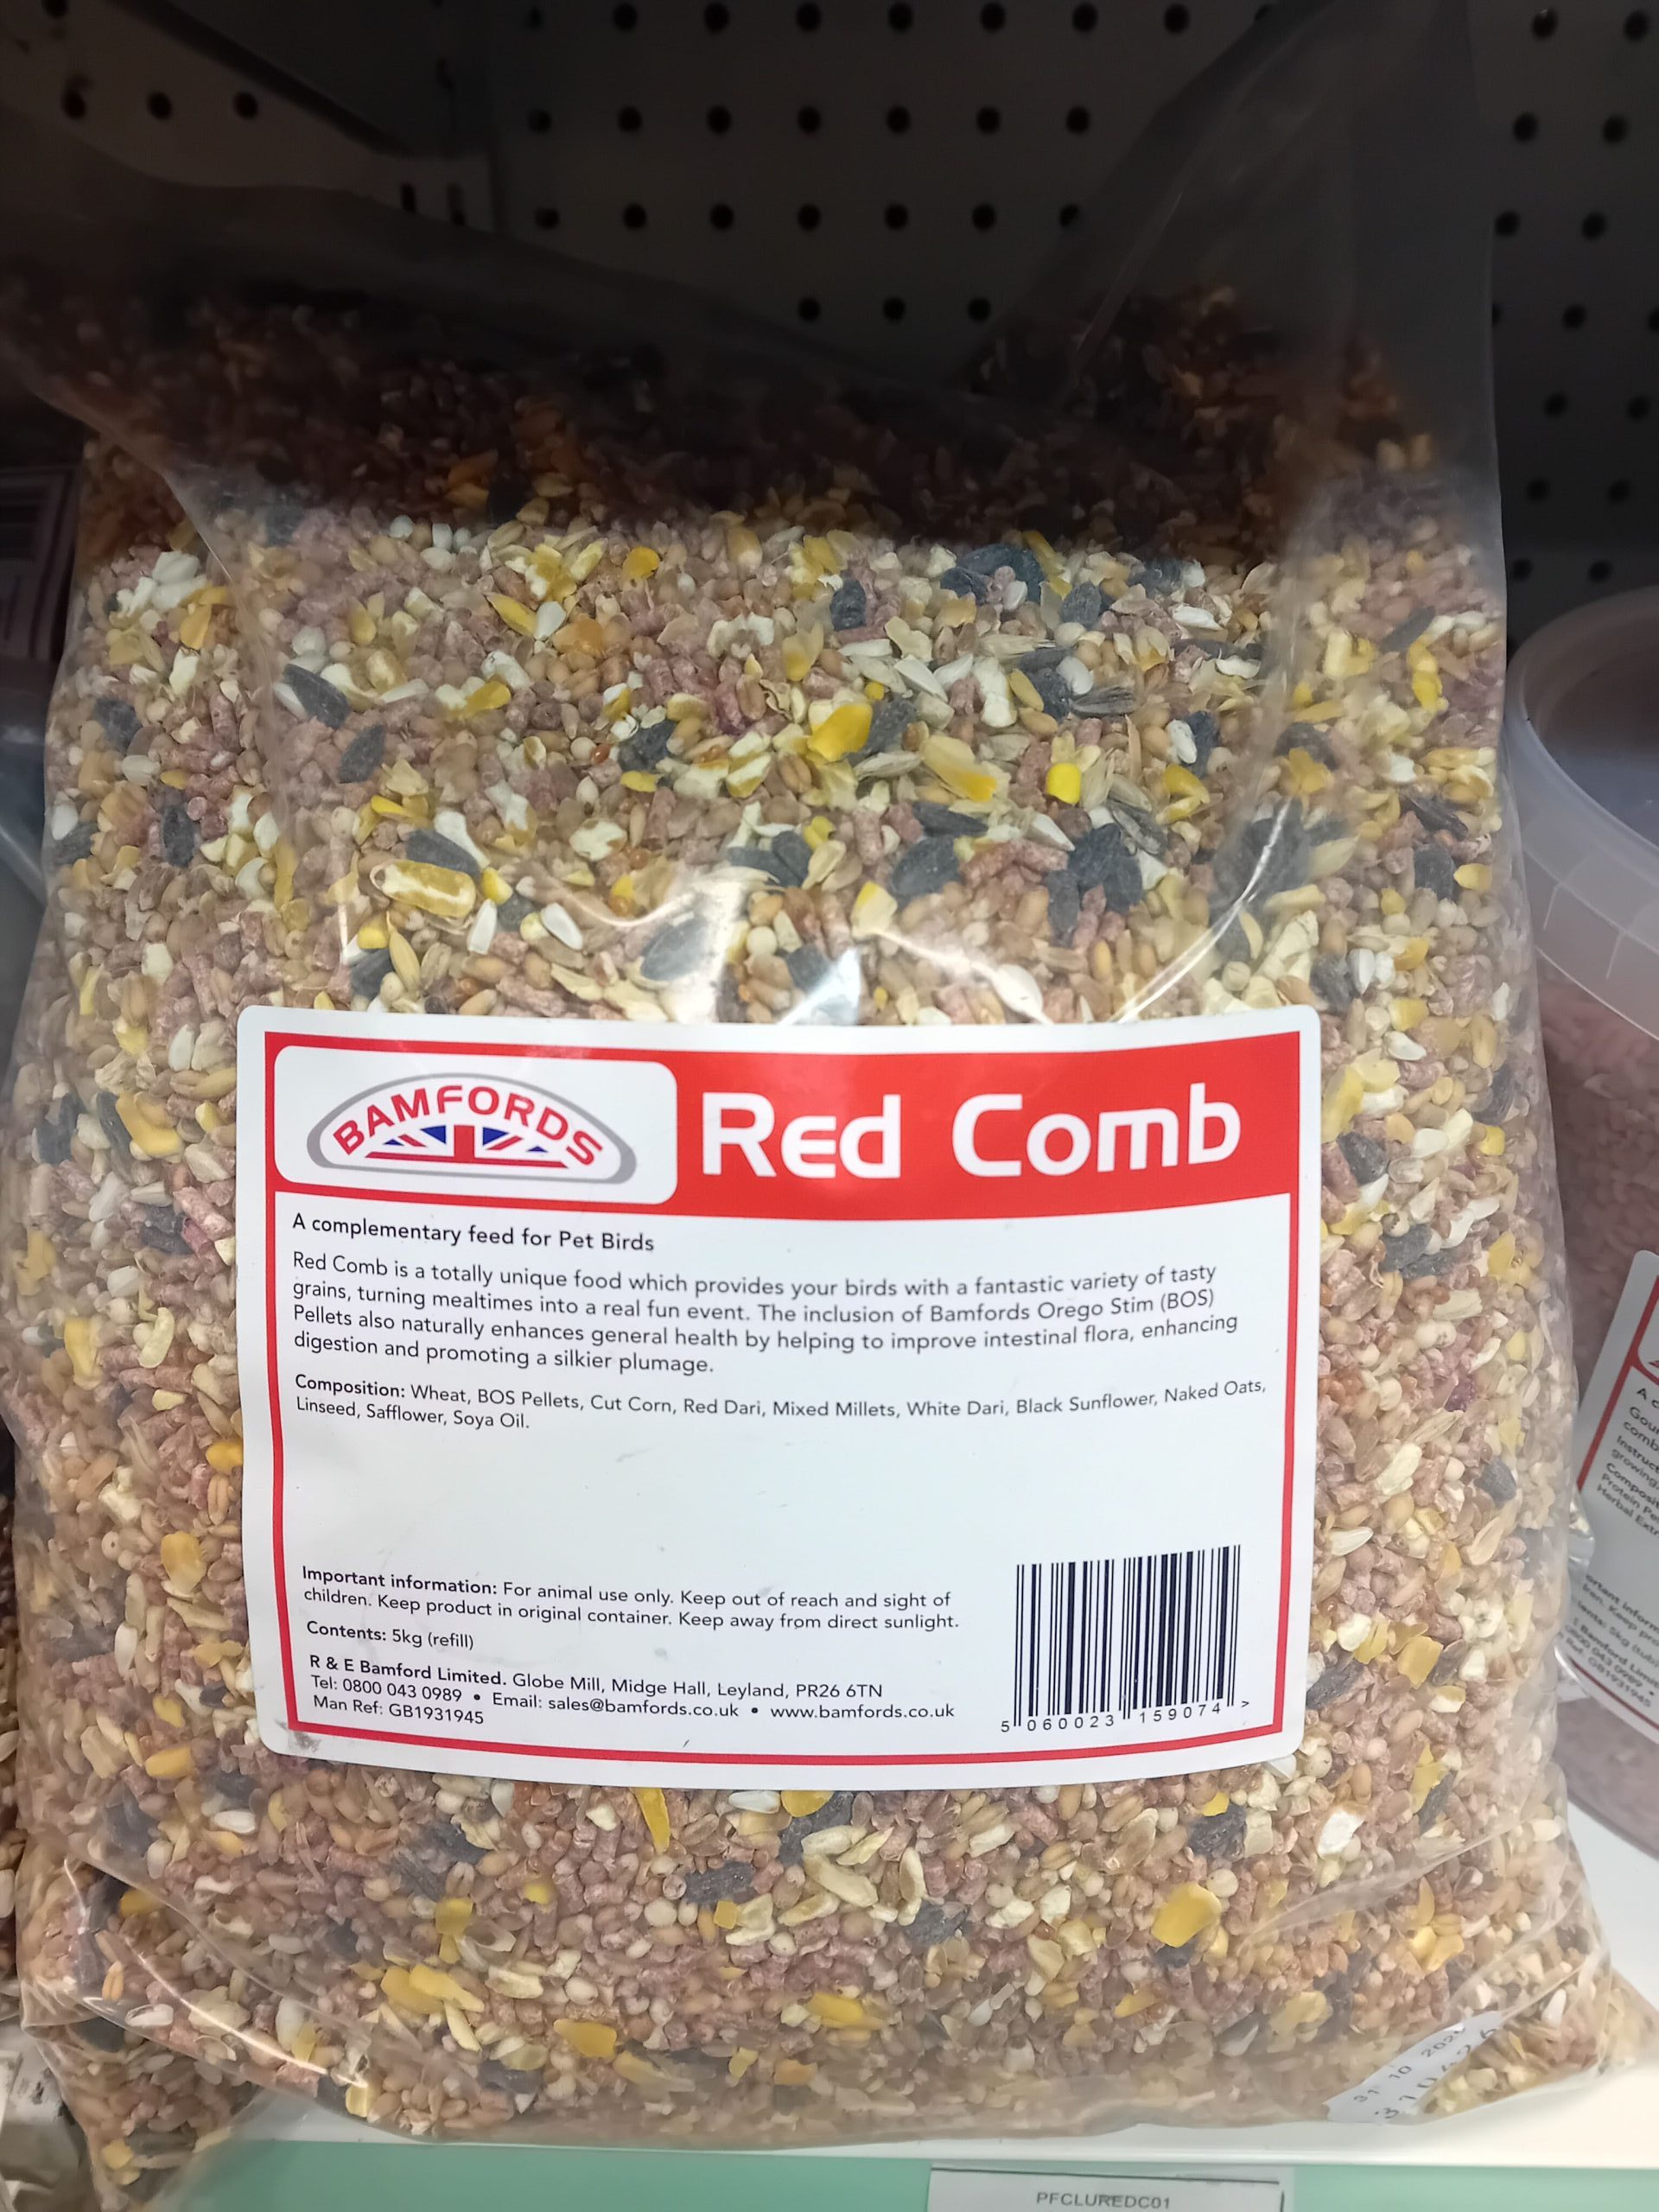 BAMFORDS
Red Comb
A complementary feed for Pet Birds
Red Comb is a totally unique food which provides your birds with a fantastic variety of tasty
grains, turning mealtimes into a real fun event. The inclusion of Bamfords Orego Stim (BOS)
Pellets also naturally enhances general health by helping to improve intestinal flora, enhancing
digestion and promoting a silkier plumage.
Composition: Wheat, BOS Pellets, Cut Corn, Red Dari, Mixed Millets, White Dari, Black Sunflower, Naked Oats,
Linseed, Safflower, Soya Oil.
Important information: For animal use only. Keep out of reach and sight of
children. Keep product in original container. Keep away from direct sunlight.
Contents: 5kg (refill)
R & E Bamford Limited. Globe Mill, Midge Hall, Leyland, PR26 6TN
Tel: 0800 043 0989 • Email: sales@bamfords.co.uk • www.bamfords.co.uk
Man Ref: GB1931945
5 060023 159074 >
31 10
PFCLUREDC01